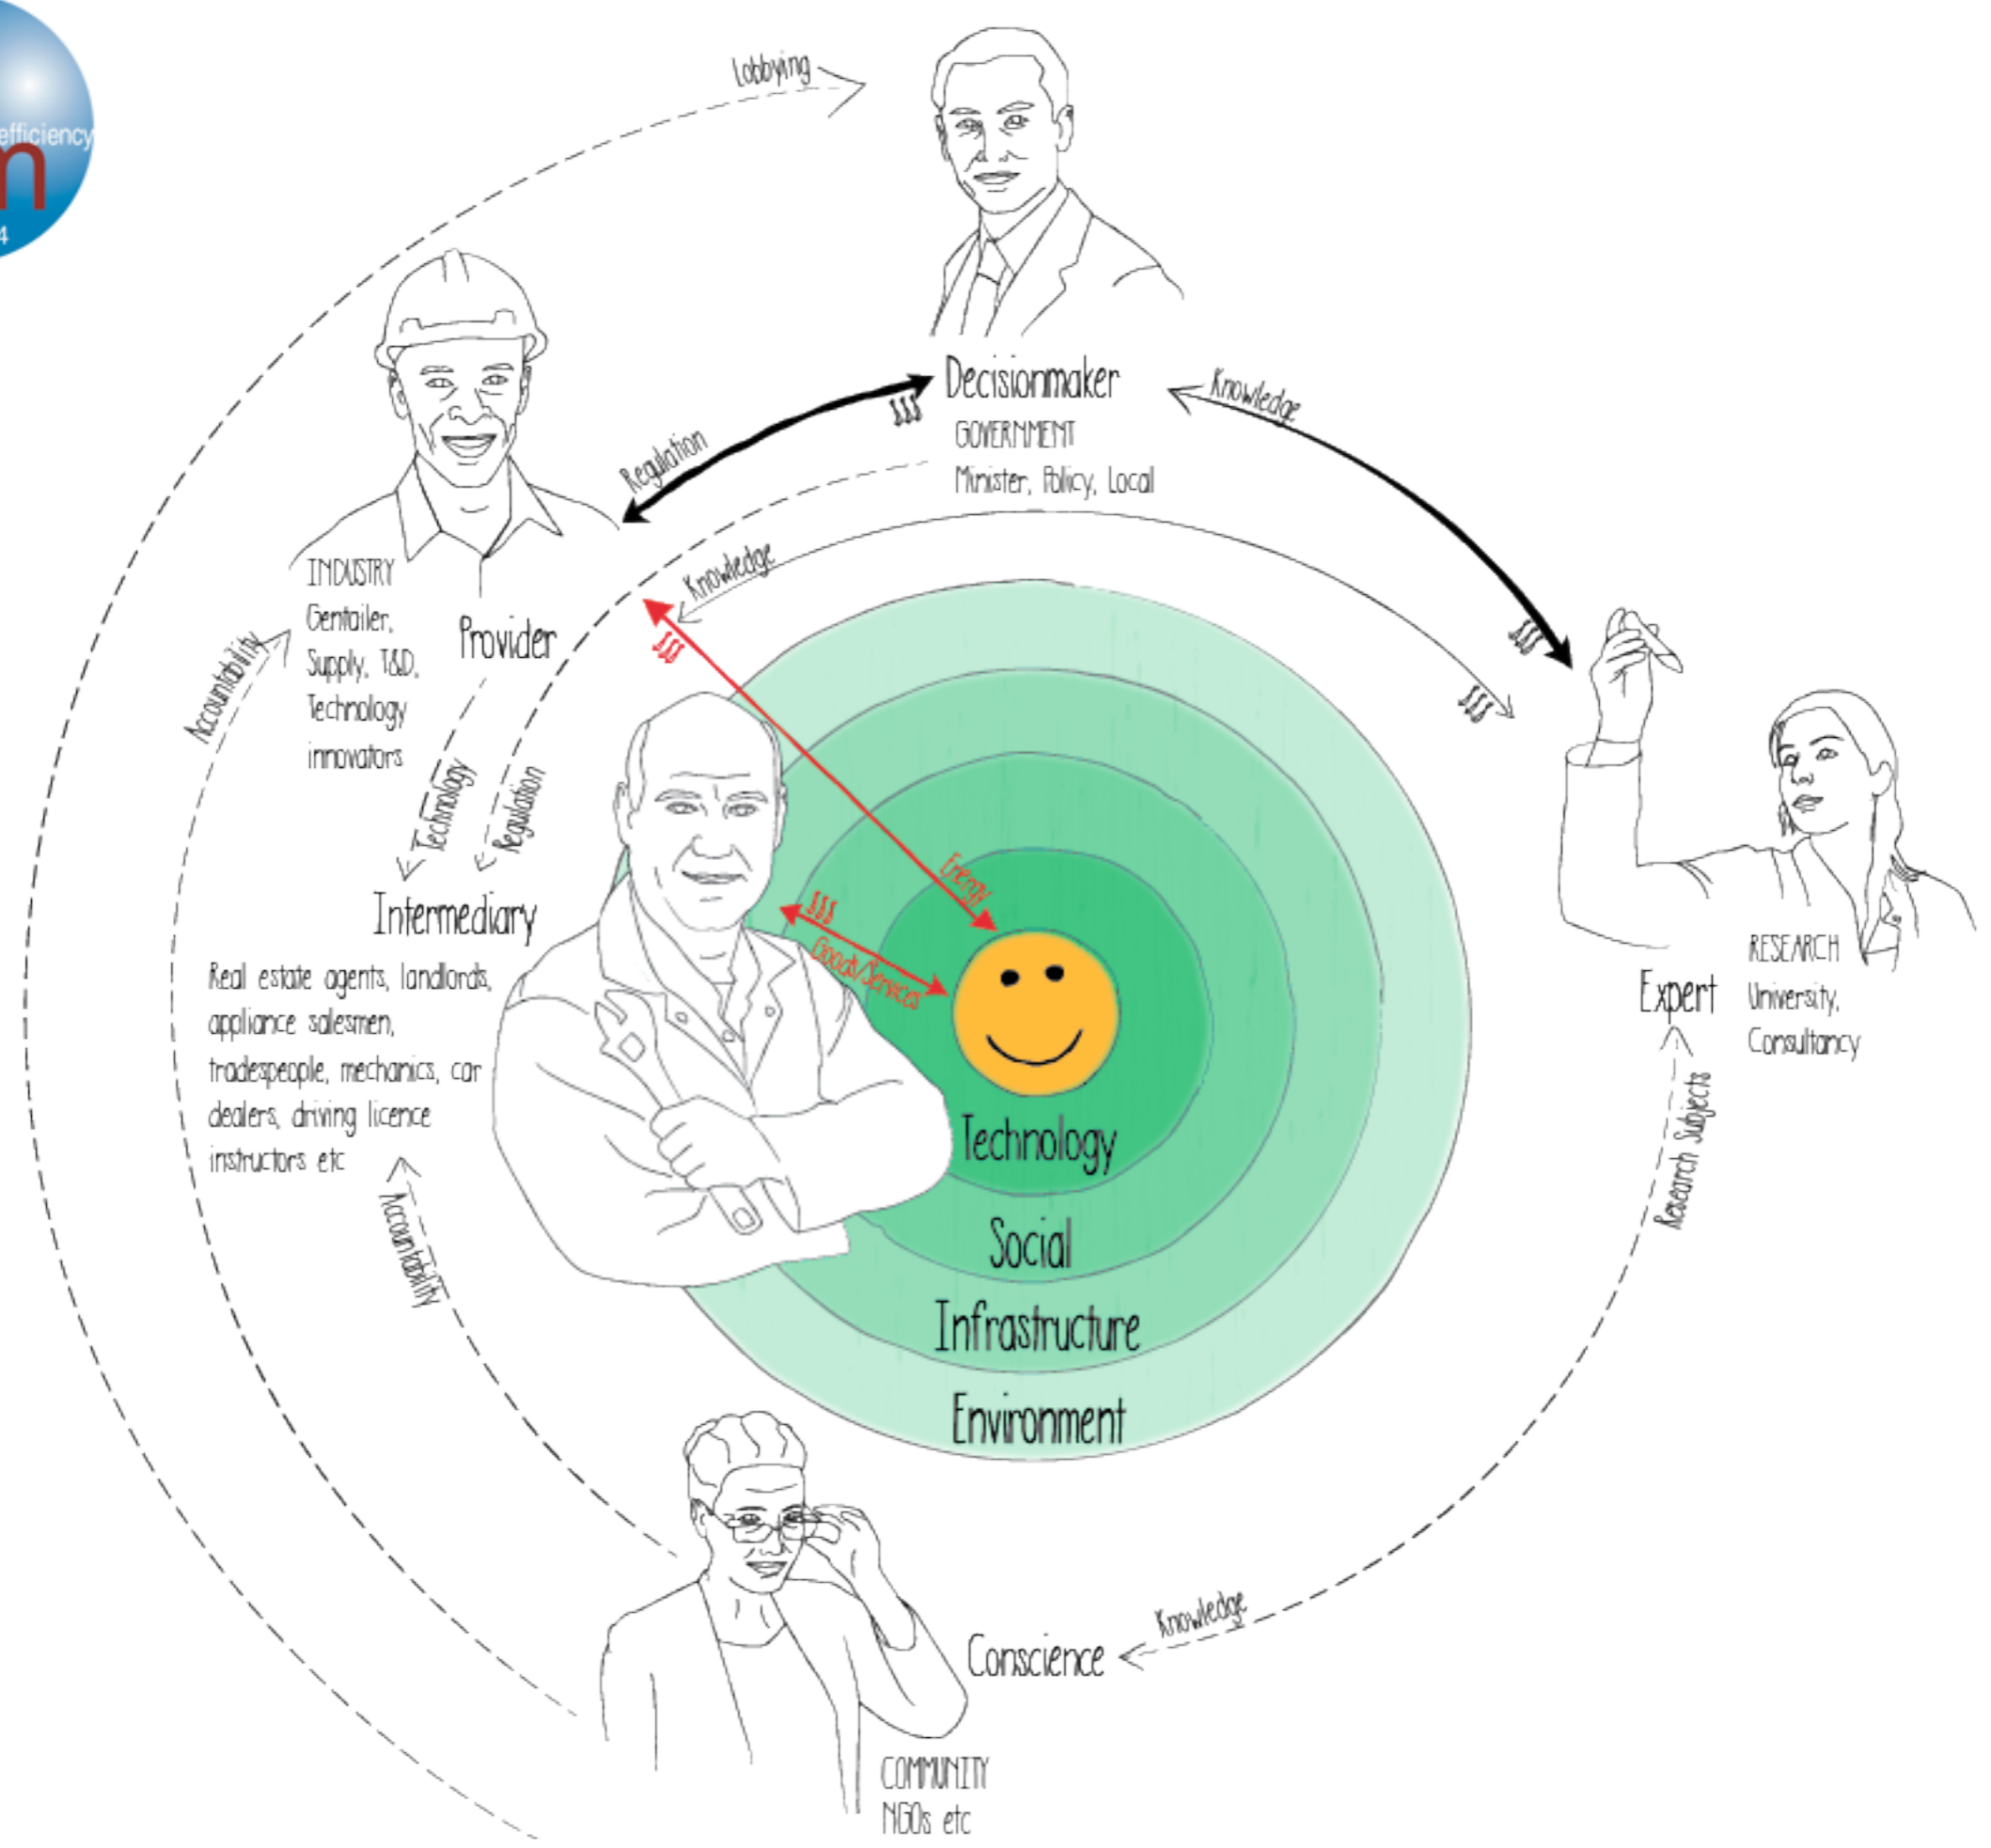 efficiency
n
4
Lobbying
Decisionmaker
GOVERNMENT
Minister, Policy, Local
Knowledge
$$$
Regulation
$$$
Knowledge
$$$
$$$
INDUSTRY
Gentailer,
Supply, T&D,
Technology
innovators
Provider
Accountability
Technology
Regulation
Energy
$$$
Goods/Services
Intermediary
Real estate agents, landlords,
appliance salesmen,
tradespeople, mechanics, car
dealers, driving licence
instructors etc
Accountability
RESEARCH
University,
Consultancy
Expert
Research Subjects
Technology
Social
Infrastructure
Environment
Knowledge
Conscience
COMMUNITY
NGOs etc